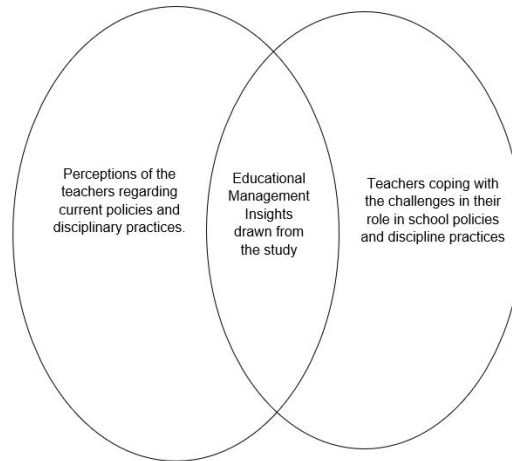 Perceptions of the
teachers regarding
current policies and
disciplinary practices.
Educational
Management
Insights
drawn from
the study
Teachers coping with
the challenges in their
role in school policies
and discipline practices